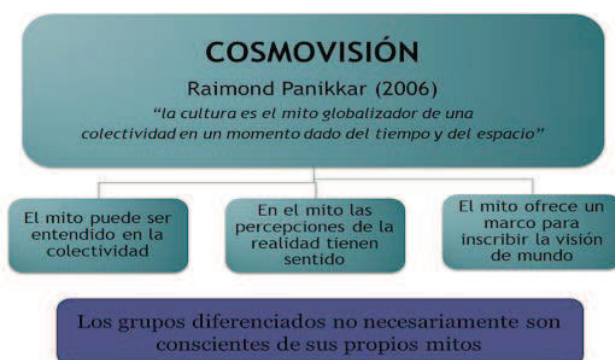 COSMOVISIÓN
Raimond Panikkar (2006)
“la cultura es el mito globalizador de una
colectividad en un momento dado del tiempo y del espacio”
El mito puede ser
entendido en la
colectividad
En el mito las
percepciones de la
realidad tienen
sentido
El mito ofrece un
marco para
inscribir la visión
de mundo
Los grupos diferenciados no necesariamente son
conscientes de sus propios mitos